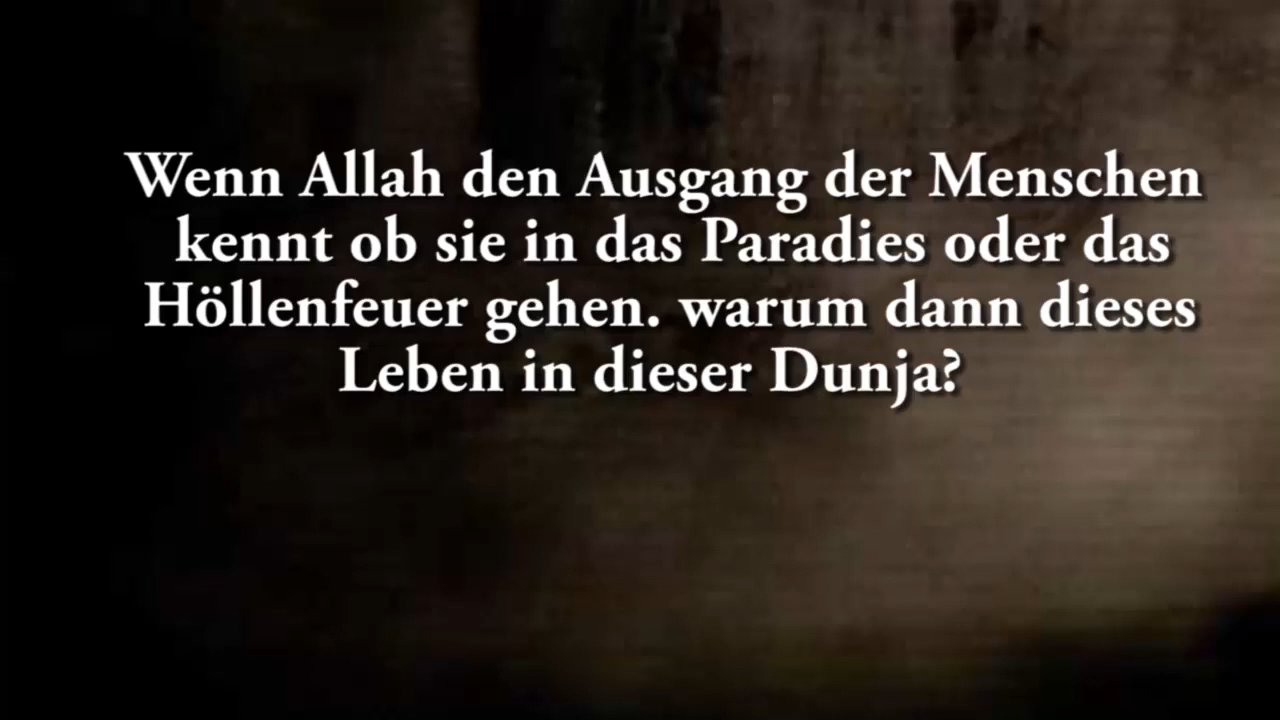 Wenn Allah den Ausgang der Menschen
kennt ob sie in das Paradies oder das
Höllenfeuer gehen. warum dann dieses
Leben in dieser Dunja?